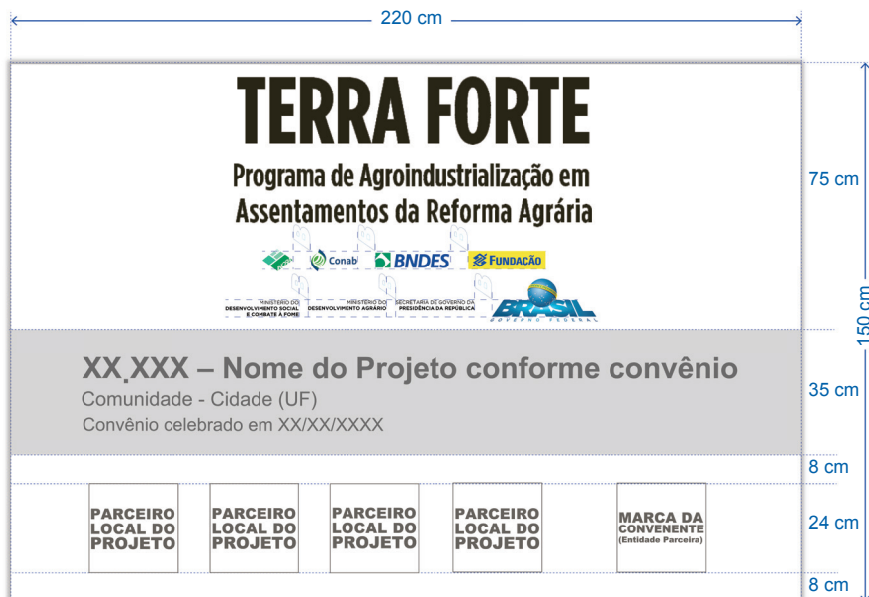 220 cm
TERRA FORTE
Programa de Agroindustrialização em
Assentamentos da Reforma Agrária
75 cm
Conab BNDES FUNDAÇÃO
MINISTÉRIO DO
DESENVOLVIMENTO SOCIAL
E COMBATE À FOME
MINISTÉRIO DO
DESENVOLVIMENTO AGRÁRIO
SECRETARIA DE GOVERNO DA
PRESIDÊNCIA DA REPÚBLICA
BRASIL
GOVERNO FEDERAL
150 cm
XX.XXX – Nome do Projeto conforme convênio
Comunidade - Cidade (UF)
Convênio celebrado em XX/XX/XXXX
35 cm
8 cm
PARCEIRO
LOCAL DO
PROJETO
PARCEIRO
LOCAL DO
PROJETO
PARCEIRO
LOCAL DO
PROJETO
PARCEIRO
LOCAL DO
PROJETO
MARCA DA
CONVENENTE
(Entidade Parceira)
24 cm
8 cm